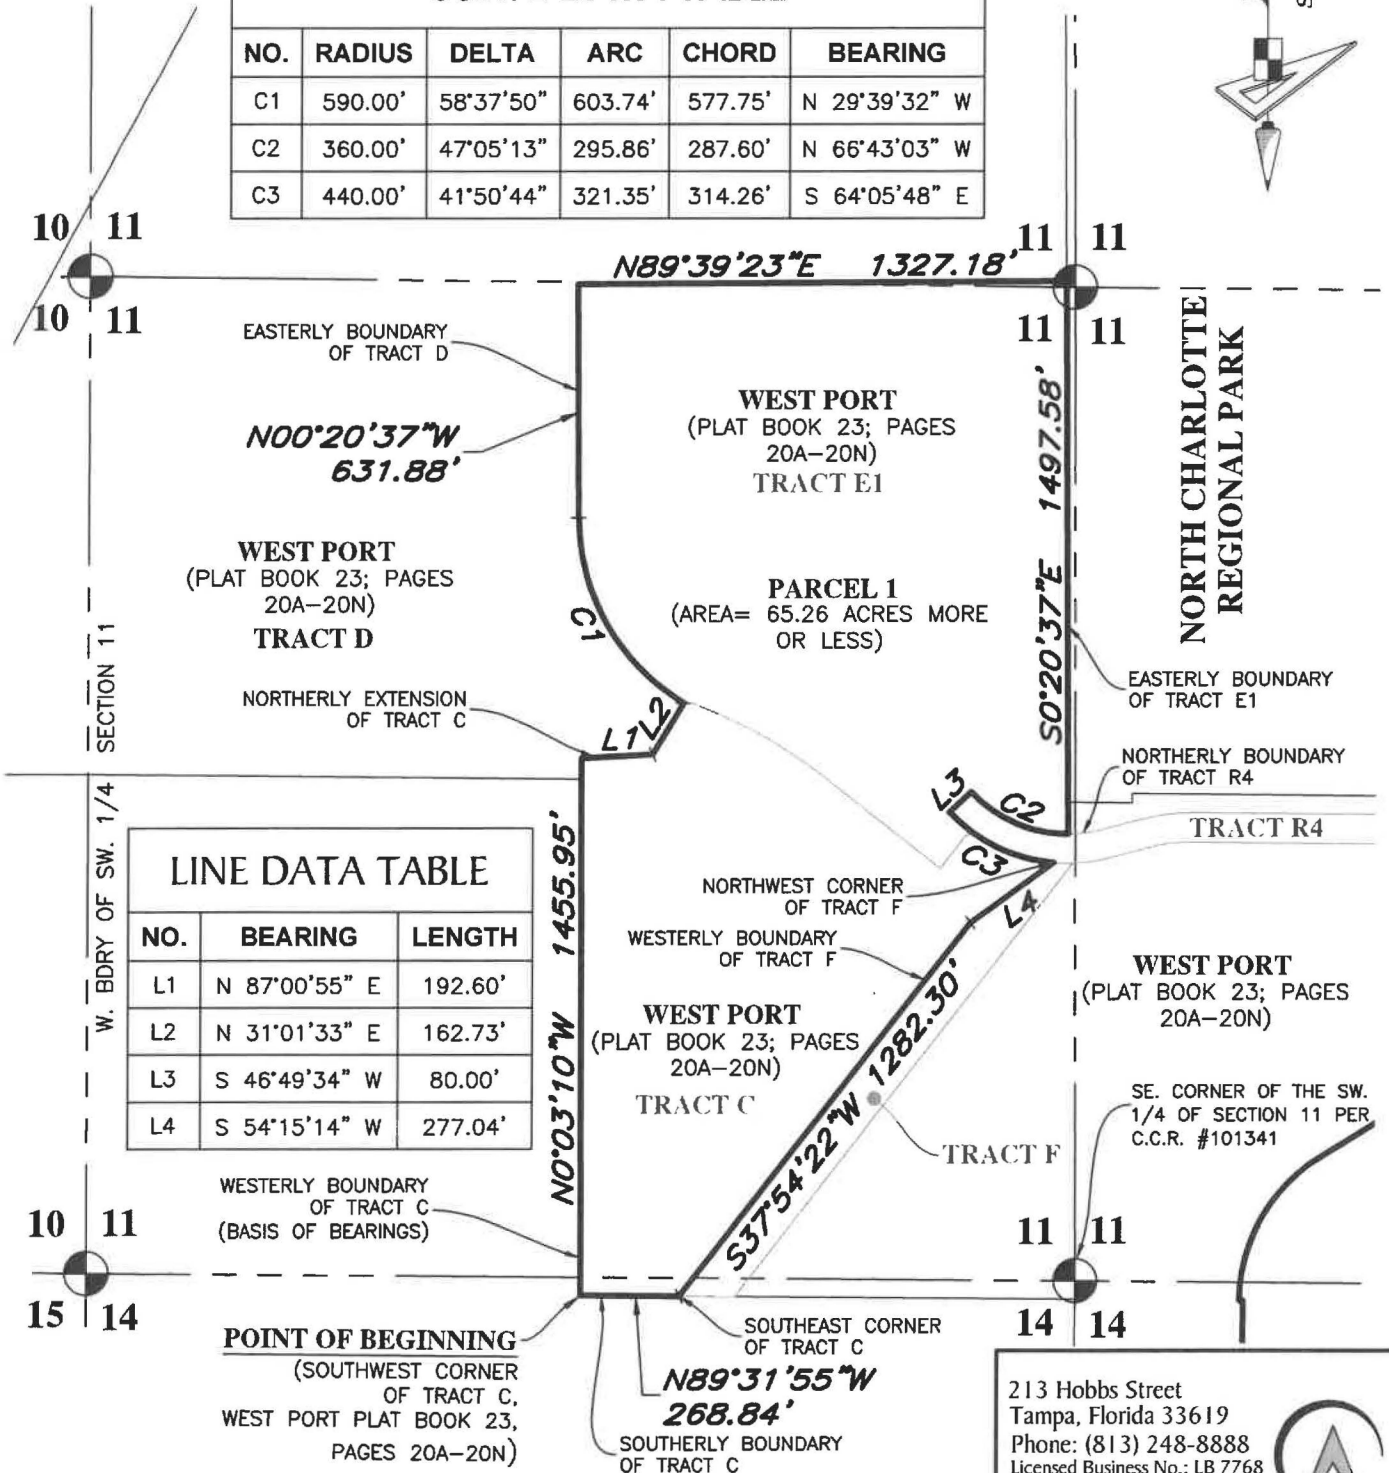 NO. RADIUS DELTA ARC CHORD BEARING
C1 590.00' 58°37'50" 603.74' 577.75' N 29°39'32" W
C2 360.00' 47°05'13" 295.86' 287.60' N 66°43'03" W
C3 440.00' 41°50'44" 321.35' 314.26' S 64°05'48" E
10 11
10 11
11 11
11 11
N89°39'23"E 1327.18'
EASTERLY BOUNDARY
OF TRACT D
N00°20'37"W
631.88'
WEST PORT
(PLAT BOOK 23; PAGES
20A-20N)
TRACT E1
S0°20'37"E 1497.58'
NORTH CHARLOTTE
REGIONAL PARK
WEST PORT
(PLAT BOOK 23; PAGES
20A-20N)
TRACT D
C1
PARCEL 1
(AREA= 65.26 ACRES MORE
OR LESS)
EASTERLY BOUNDARY
OF TRACT E1
NORTHERLY EXTENSION
OF TRACT C
L1
L2
W. BDRY OF SW. 1/4 SECTION 11
NORTHERLY BOUNDARY
OF TRACT R4
TRACT R4
L3
C2
C3
L4
LINE DATA TABLE
NO. BEARING LENGTH
L1 N 87°00'55" E 192.60'
L2 N 31°01'33" E 162.73'
L3 S 46°49'34" W 80.00'
L4 S 54°15'14" W 277.04'
N0°03'10"W 1455.95'
NORTHWEST CORNER
OF TRACT F
WESTERLY BOUNDARY
OF TRACT F
WEST PORT
(PLAT BOOK 23; PAGES
20A-20N)
TRACT C
S37°54'22"W 1282.30'
WEST PORT
(PLAT BOOK 23; PAGES
20A-20N)
SE. CORNER OF THE SW.
1/4 OF SECTION 11 PER
C.C.R. #101341
TRACT F
WESTERLY BOUNDARY
OF TRACT C
(BASIS OF BEARINGS)
10 11
15 14
11 11
14 14
POINT OF BEGINNING
(SOUTHWEST CORNER
OF TRACT C,
WEST PORT PLAT BOOK 23,
PAGES 20A-20N)
SOUTHEAST CORNER
OF TRACT C
N89°31'55"W
268.84'
SOUTHERLY BOUNDARY
OF TRACT C
213 Hobbs Street
Tampa, Florida 33619
Phone: (813) 248-8888
Licensed Business No.: LB 7768